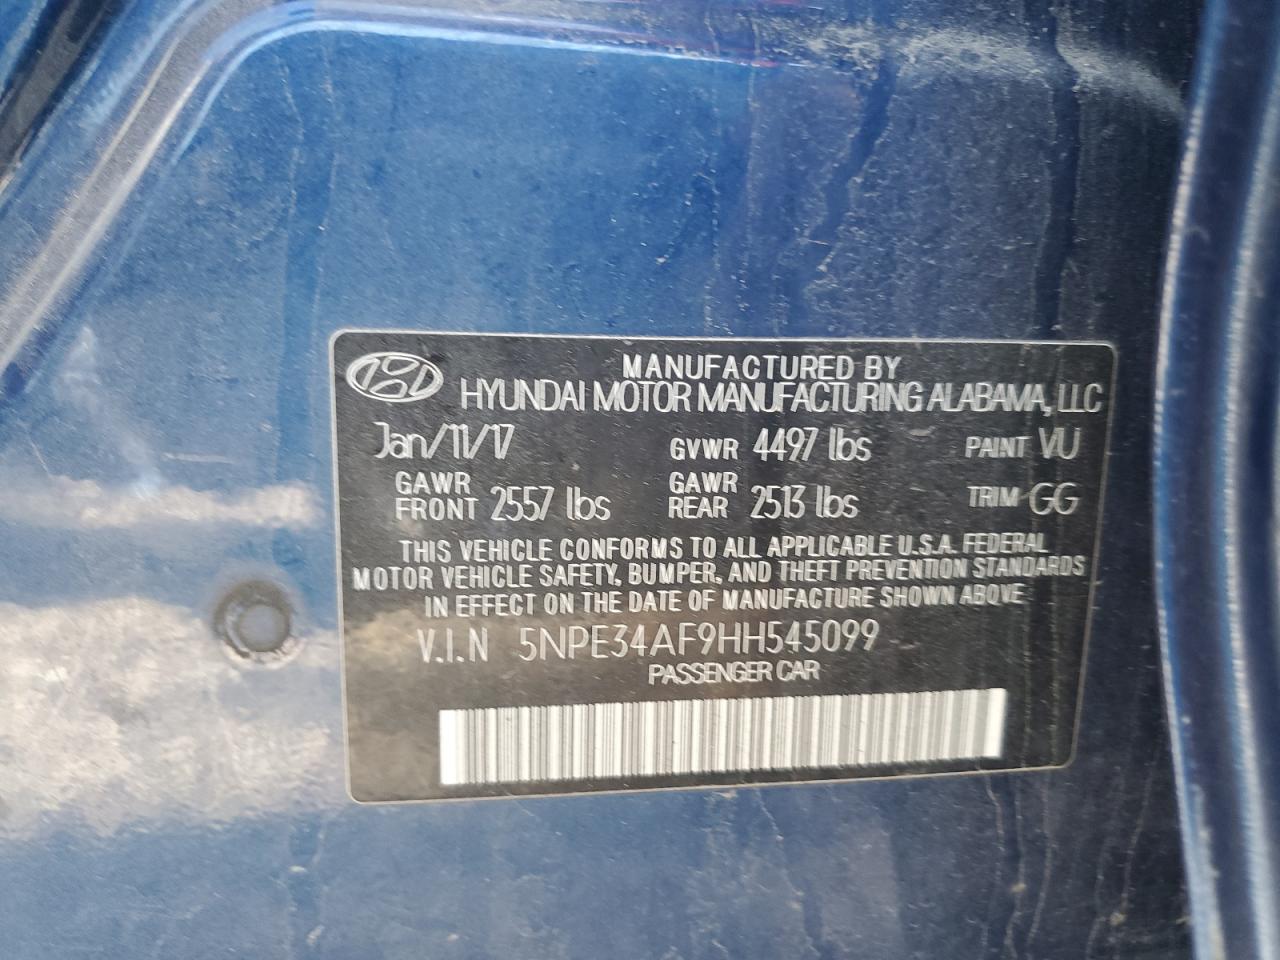 MANUFACTURED BY
HYUNDAI MOTOR MANUFACTURING ALABAMA, LLC
Jan/11/17 GVWR 4497 lbs PAINT VU
GAWR FRONT 2557 lbs GAWR REAR 2513 lbs TRIM GG
THIS VEHICLE CONFORMS TO ALL APPLICABLE U.S.A. FEDERAL
MOTOR VEHICLE SAFETY, BUMPER, AND THEFT PREVENTION STANDARDS
IN EFFECT ON THE DATE OF MANUFACTURE SHOWN ABOVE
V.I.N 5NPE34AF9HH545099
PASSENGER CAR